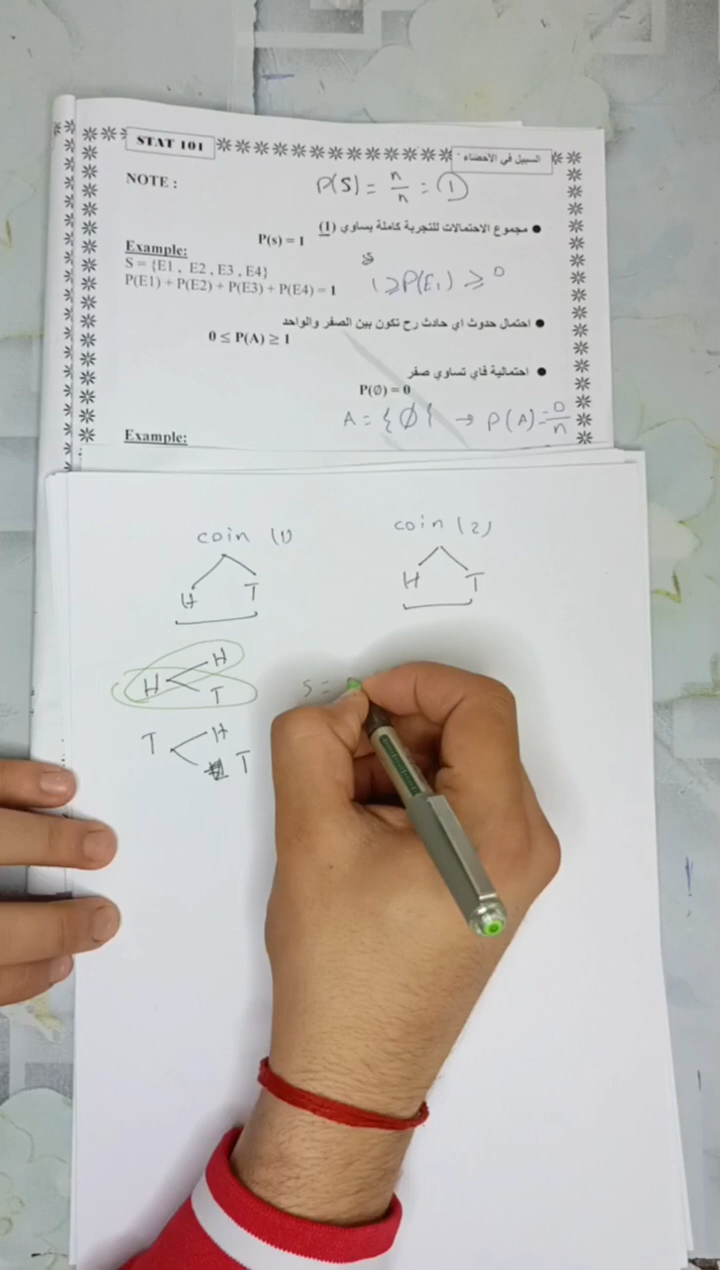 STAT 101
السبيل في الاحصاء
NOTE :
P(S) = n/n = 1
● مجموع الاحتمالات للتجربة كاملة يساوي (1)
P(s) = 1
Example:
S = {E1 , E2 , E3 , E4}
P(E1) + P(E2) + P(E3) + P(E4) = 1
1 ≥ P(E1) ≥ 0
● احتمال حدوث اي حادث رح تكون بين الصفر والواحد
0 ≤ P(A) ≥ 1
● احتمالية فاي تساوي صفر
P(∅) = 0
A = { ∅ } → P(A) = 0/n
Example:
coin (1)
coin (2)
H T
H T
H
H
T
S =
T
H
T